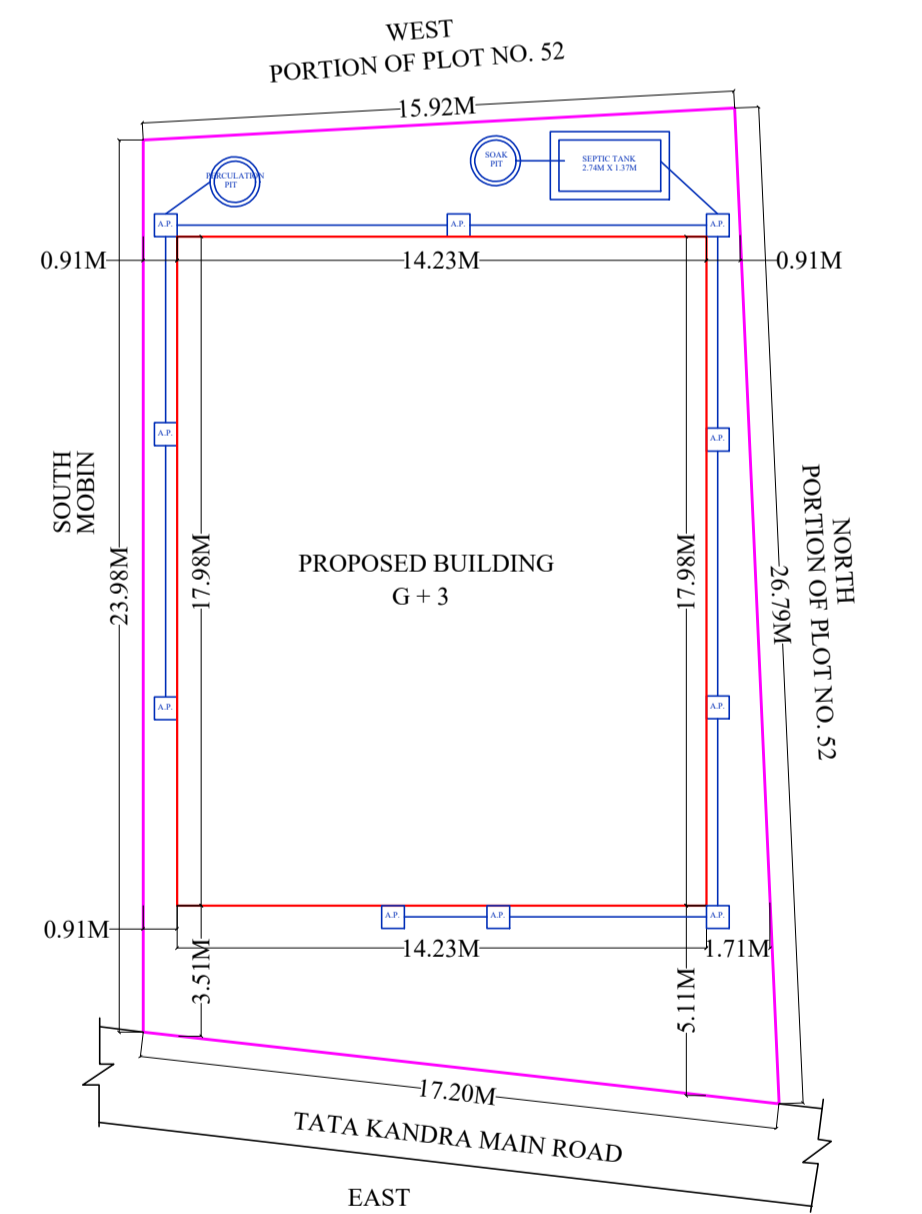 WEST
PORTION OF PLOT NO. 52
15.92M
PERCULATION
PIT
SOAK
PIT
SEPTIC TANK
2.74M X 1.37M
A.P.
A.P.
A.P.
0.91M
14.23M
0.91M
A.P.
A.P.
SOUTH
MOBIN
23.98M
17.98M
PROPOSED BUILDING
G + 3
17.98M
26.79M
NORTH
PORTION OF PLOT NO. 52
A.P.
A.P.
A.P.
A.P.
A.P.
0.91M
3.51M
14.23M
1.71M
5.11M
17.20M
TATA KANDRA MAIN ROAD
EAST